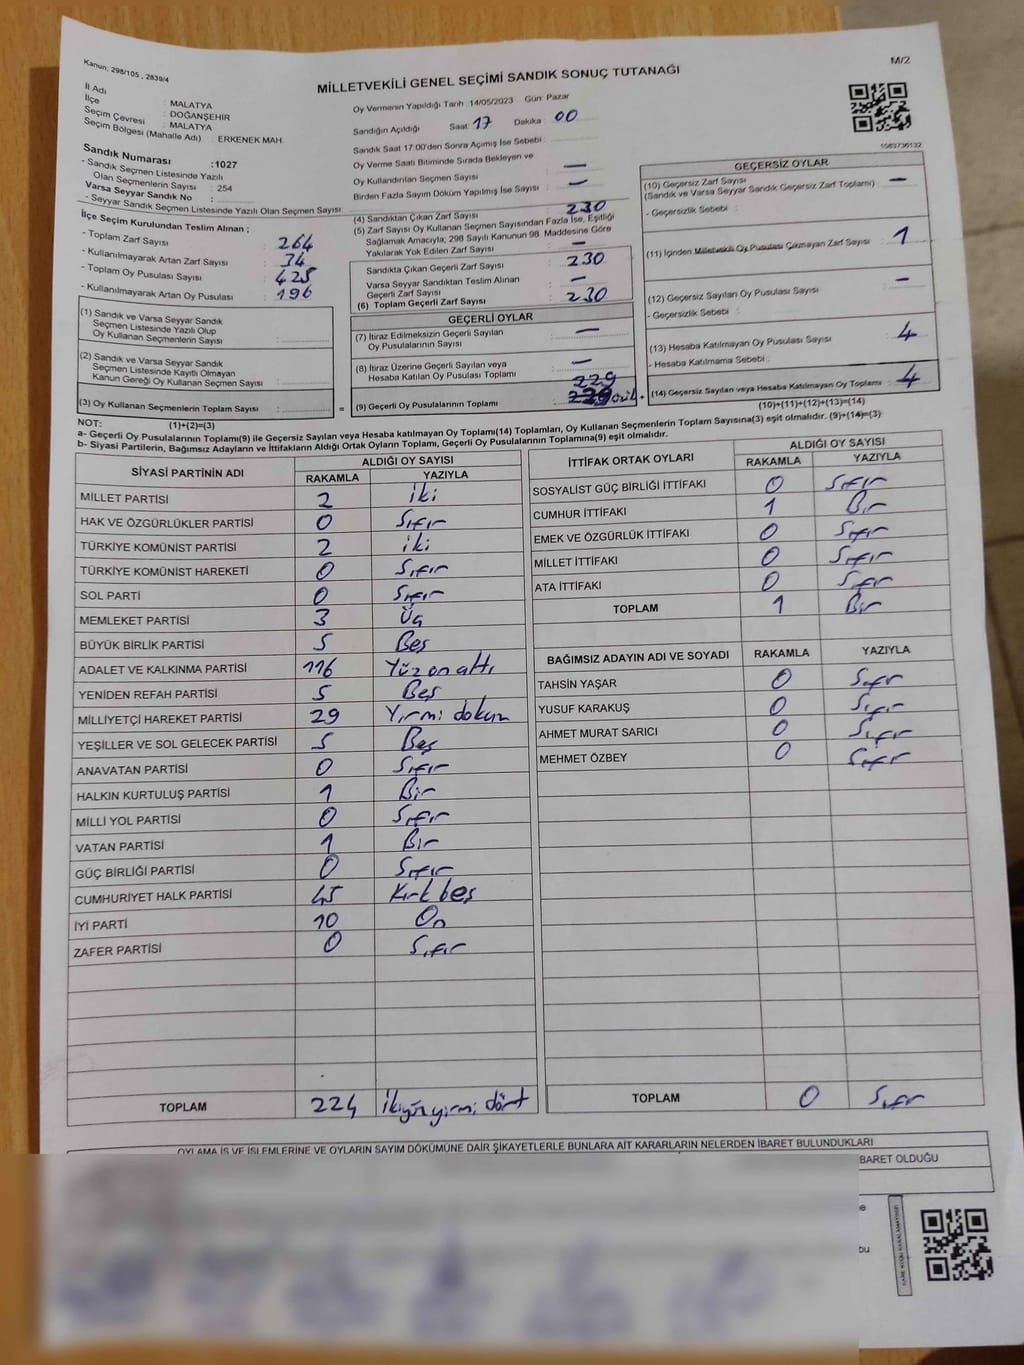 Kanun; 298/105 , 2839/4
M/2
MİLLETVEKİLİ GENEL SEÇİMİ SANDIK SONUÇ TUTANAĞI
İl Adı : MALATYA
İlçe : DOĞANŞEHİR
Seçim Çevresi : MALATYA
Seçim Bölgesi (Mahalle Adı) : ERKENEK MAH.
Sandık Numarası :1027
- Sandık Seçmen Listesinde Yazılı
Olan Seçmenlerin Sayısı : 254
Varsa Seyyar Sandık No :
- Seyyar Sandık Seçmen Listesinde Yazılı Olan Seçmen Sayısı
İlçe Seçim Kurulundan Teslim Alınan ;
- Toplam Zarf Sayısı : 264
- Kullanılmayarak Artan Zarf Sayısı : 34
- Toplam Oy Pusulası Sayısı : 425
- Kullanılmayarak Artan Oy Pusulası : 196
(1) Sandık ve Varsa Seyyar Sandık
Seçmen Listesinde Yazılı Olup
Oy Kullanan Seçmenlerin Sayısı :
(2) Sandık ve Varsa Seyyar Sandık
Seçmen Listesinde Kayıtlı Olmayan
Kanun Gereği Oy Kullanan Seçmen Sayısı :
(3) Oy Kullanan Seçmenlerin Toplam Sayısı :
(1)+(2)=(3)
Oy Vermenin Yapıldığı Tarih :14/05/2023 Gün: Pazar
Sandığın Açıldığı Saat: 17 Dakika : 00
Sandık Saat 17:00'den Sonra Açımış İse Sebebi :
Oy Verme Saati Bitiminde Sırada Bekleyen ve
Oy Kullandırılan Seçmen Sayısı : —
Birden Fazla Sayım Döküm Yapılmış İse Sayısı : —
(4) Sandıktan Çıkan Zarf Sayısı : 230
(5) Zarf Sayısı Oy Kullanan Seçmen Sayısından Fazla İse, Eşitliği
Sağlamak Amacıyla; 298 Sayılı Kanunun 98. Maddesine Göre
Yakılarak Yok Edilen Zarf Sayısı : —
Sandıkta Çıkan Geçerli Zarf Sayısı : 230
Varsa Seyyar Sandıktan Teslim Alınan
Geçerli Zarf Sayısı : —
(6) Toplam Geçerli Zarf Sayısı : 230
GEÇERLİ OYLAR
(7) İtiraz Edilmeksizin Geçerli Sayılan
Oy Pusulalarının Sayısı : —
(8) İtiraz Üzerine Geçerli Sayılan veya
Hesaba Katılan Oy Pusulası Toplamı : —
229
= (9) Geçerli Oy Pusulalarının Toplamı :
1083736132
GEÇERSİZ OYLAR
(10) Geçersiz Zarf Sayısı
(Sandık ve Varsa Seyyar Sandık Geçersiz Zarf Toplamı) : —
- Geçersizlik Sebebi :
(11) İçinden Milletvekili Oy Pusulası Çıkmayan Zarf Sayısı : 1
(12) Geçersiz Sayılan Oy Pusulası Sayısı : —
- Geçersizlik Sebebi :
(13) Hesaba Katılmayan Oy Pusulası Sayısı : 4
- Hesaba Katılmama Sebebi :
+ (14) Geçersiz Sayılan veya Hesaba Katılmayan Oy Toplamı : 4
(10)+(11)+(12)+(13)=(14)
NOT:
a- Geçerli Oy Pusulalarının Toplamı(9) ile Geçersiz Sayılan veya Hesaba katılmayan Oy Toplamı(14) Toplamları, Oy Kullanan Seçmenlerin Toplam Sayısına(3) eşit olmalıdır. (9)+(14)=(3)
b- Siyasi Partilerin, Bağımsız Adayların ve İttifakların Aldığı Ortak Oyların Toplamı, Geçerli Oy Pusulalarının Toplamına(9) eşit olmalıdır.
SİYASİ PARTİNİN ADI ALDIĞI OY SAYISI
RAKAMLA YAZIYLA
MİLLET PARTİSİ 2 iki
HAK VE ÖZGÜRLÜKLER PARTİSİ 0 Sıfır
TÜRKİYE KOMÜNİST PARTİSİ 2 iki
TÜRKİYE KOMÜNİST HAREKETİ 0 Sıfır
SOL PARTİ 0 Sıfır
MEMLEKET PARTİSİ 3 Üç
BÜYÜK BİRLİK PARTİSİ 5 Beş
ADALET VE KALKINMA PARTİSİ 116 Yüzonaltı
YENİDEN REFAH PARTİSİ 5 Beş
MİLLİYETÇİ HAREKET PARTİSİ 29 Yirmi dokuz
YEŞİLLER VE SOL GELECEK PARTİSİ 5 Beş
ANAVATAN PARTİSİ 0 Sıfır
HALKIN KURTULUŞ PARTİSİ 1 Bir
MİLLİ YOL PARTİSİ 0 Sıfır
VATAN PARTİSİ 1 Bir
GÜÇ BİRLİĞİ PARTİSİ 0 Sıfır
CUMHURİYET HALK PARTİSİ 45 Kırkbeş
İYİ PARTİ 10 On
ZAFER PARTİSİ 0 Sıfır
TOPLAM 224 ikiyüzyirmi dört
İTTİFAK ORTAK OYLARI ALDIĞI OY SAYISI
RAKAMLA YAZIYLA
SOSYALİST GÜÇ BİRLİĞİ İTTİFAKI 0 Sıfır
CUMHUR İTTİFAKI 1 Bir
EMEK VE ÖZGÜRLÜK İTTİFAKI 0 Sıfır
MİLLET İTTİFAKI 0 Sıfır
ATA İTTİFAKI 0 Sıfır
TOPLAM 1 Bir
BAĞIMSIZ ADAYIN ADI VE SOYADI RAKAMLA YAZIYLA
TAHSİN YAŞAR 0 Sıfır
YUSUF KARAKUŞ 0 Sıfır
AHMET MURAT SARICI 0 Sıfır
MEHMET ÖZBEY 0 Sıfır
TOPLAM 0 Sıfır
OYLAMA İŞ VE İŞLEMLERİNE VE OYLARIN SAYIM DÖKÜMÜNE DAİR ŞİKAYETLERLE BUNLARA AİT KARARLARIN NELERDEN İBARET BULUNDUKLARI
BARET OLDUĞU